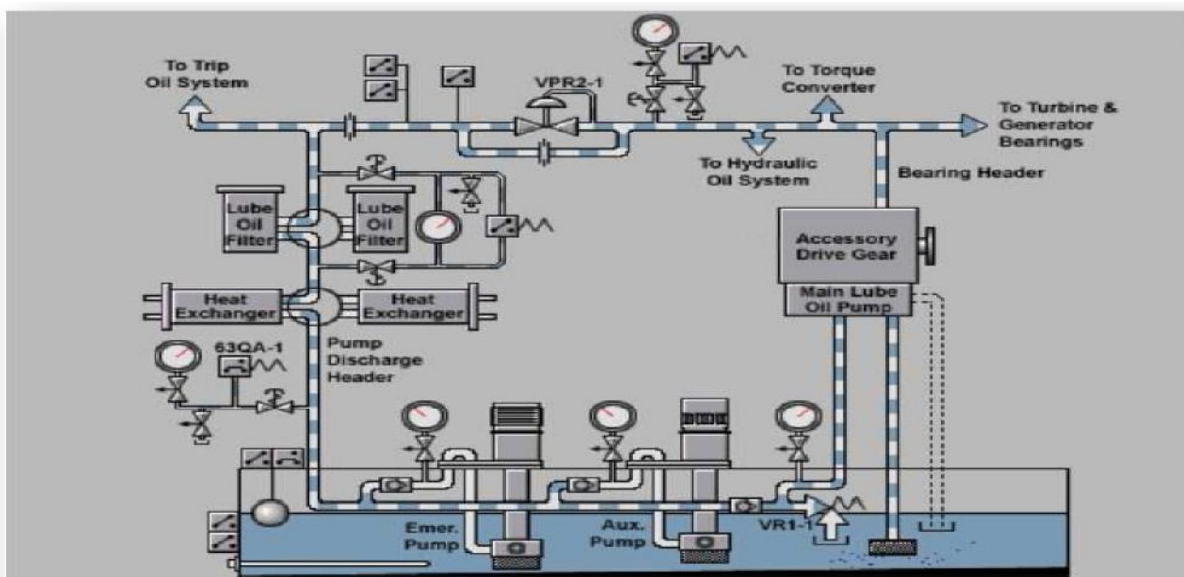 To Trip
Oil System
VPR2-1
To Torque
Converter
To Turbine &
Generator
Bearings
To Hydraulic
Oil System
Bearing Header
Lube
Oil
Filter
Lube
Oil
Filter
Accessory
Drive Gear
Main Lube
Oil Pump
Heat
Exchanger
Heat
Exchanger
63QA-1
Pump
Discharge
Header
Emer.
Pump
Aux.
Pump
VR1-1